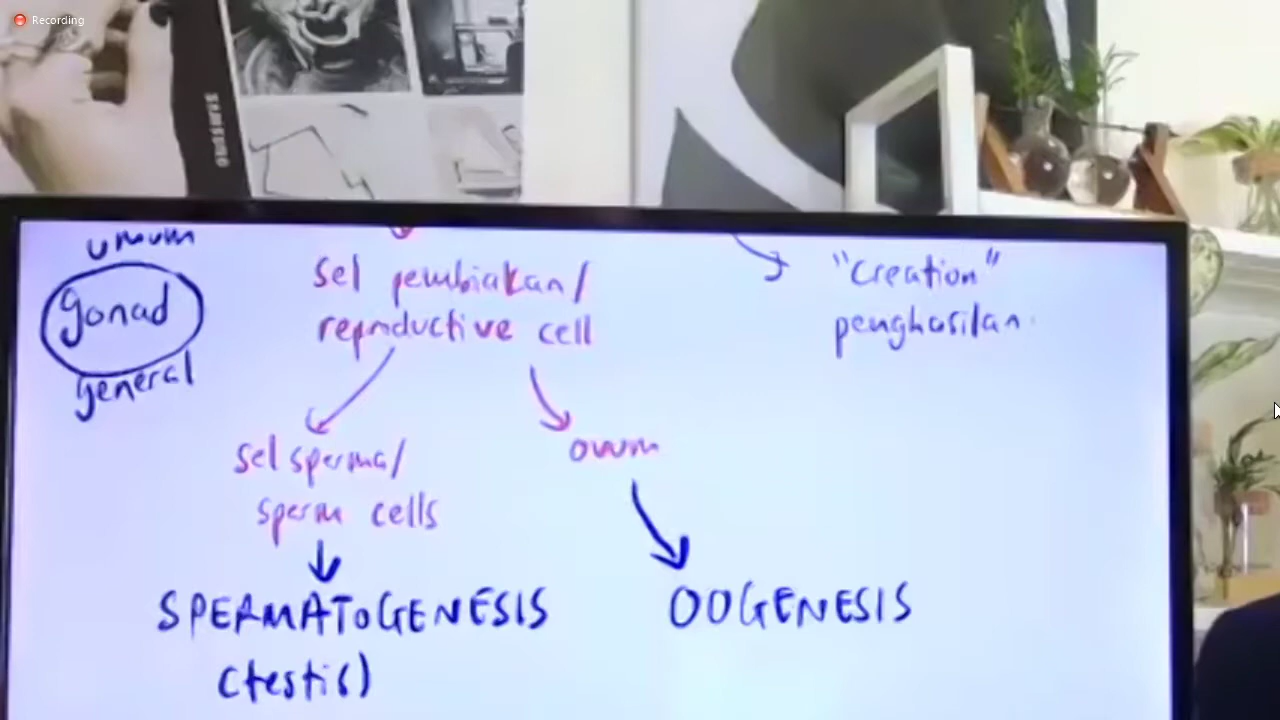 Recording
umum
gonad
general
sel pembiakan/
reproductive cell
"Creation"
penghasilan
sel sperma/
sperm cells
ovum
SPERMATOGENESIS
(testis)
OOGENESIS